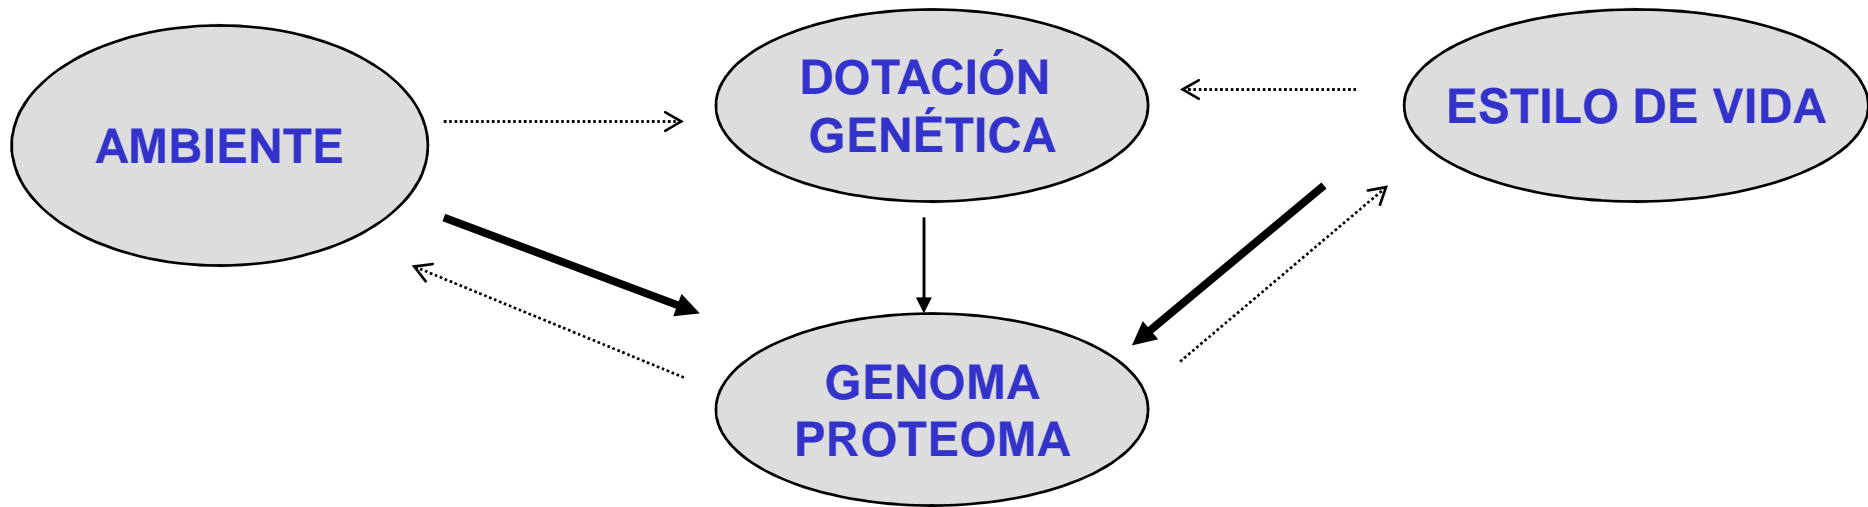 AMBIENTE
DOTACIÓN
GENÉTICA
ESTILO DE VIDA
GENOMA
PROTEOMA